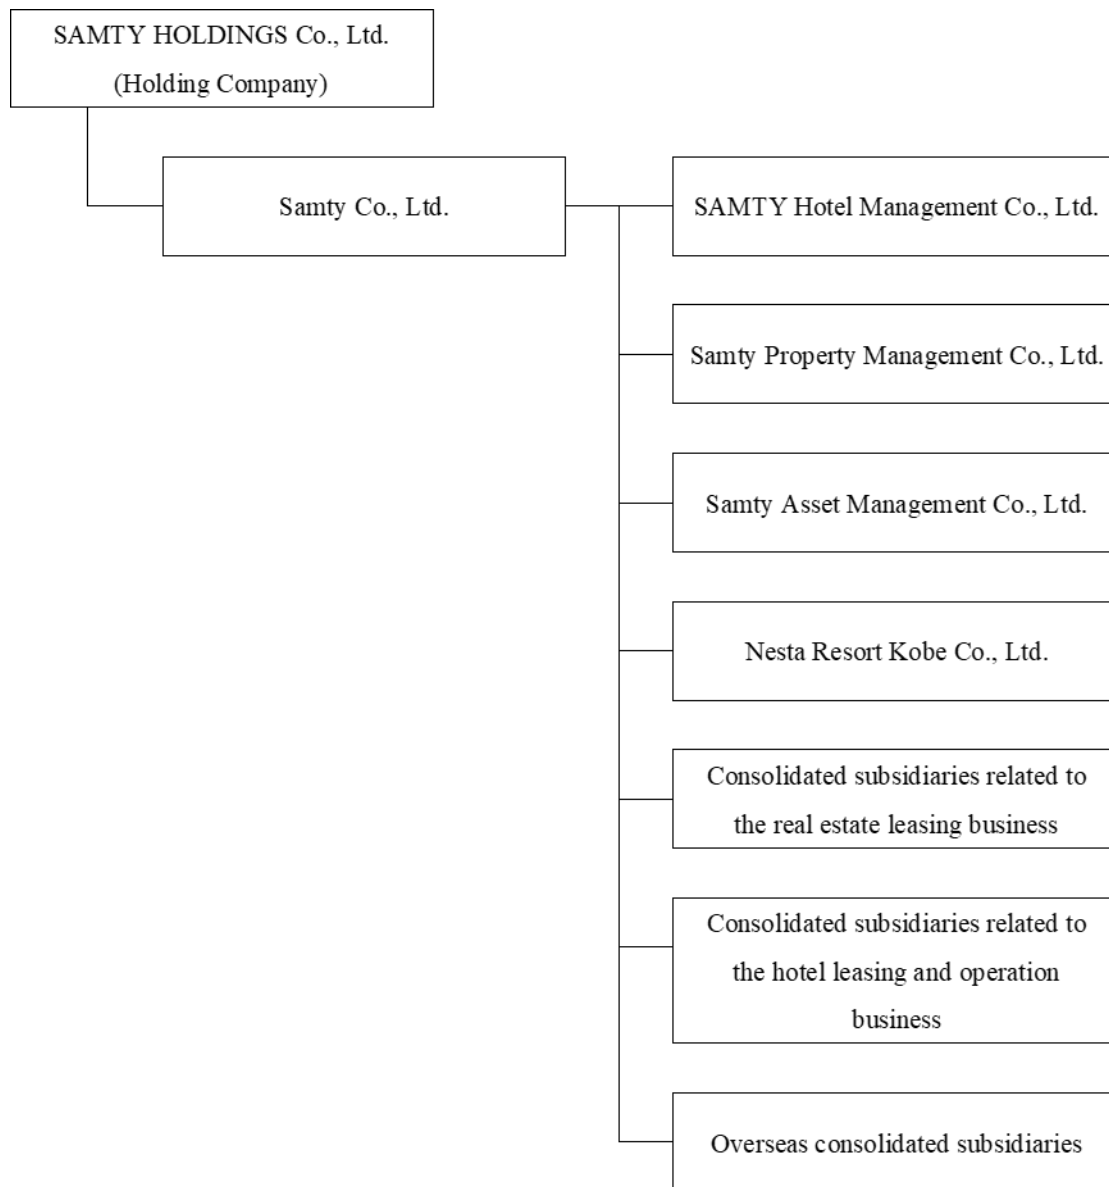 SAMTY HOLDINGS Co., Ltd.
(Holding Company)
Samty Co., Ltd.
SAMTY Hotel Management Co., Ltd.
Samty Property Management Co., Ltd.
Samty Asset Management Co., Ltd.
Nesta Resort Kobe Co., Ltd.
Consolidated subsidiaries related to
the real estate leasing business
Consolidated subsidiaries related to
the hotel leasing and operation
business
Overseas consolidated subsidiaries